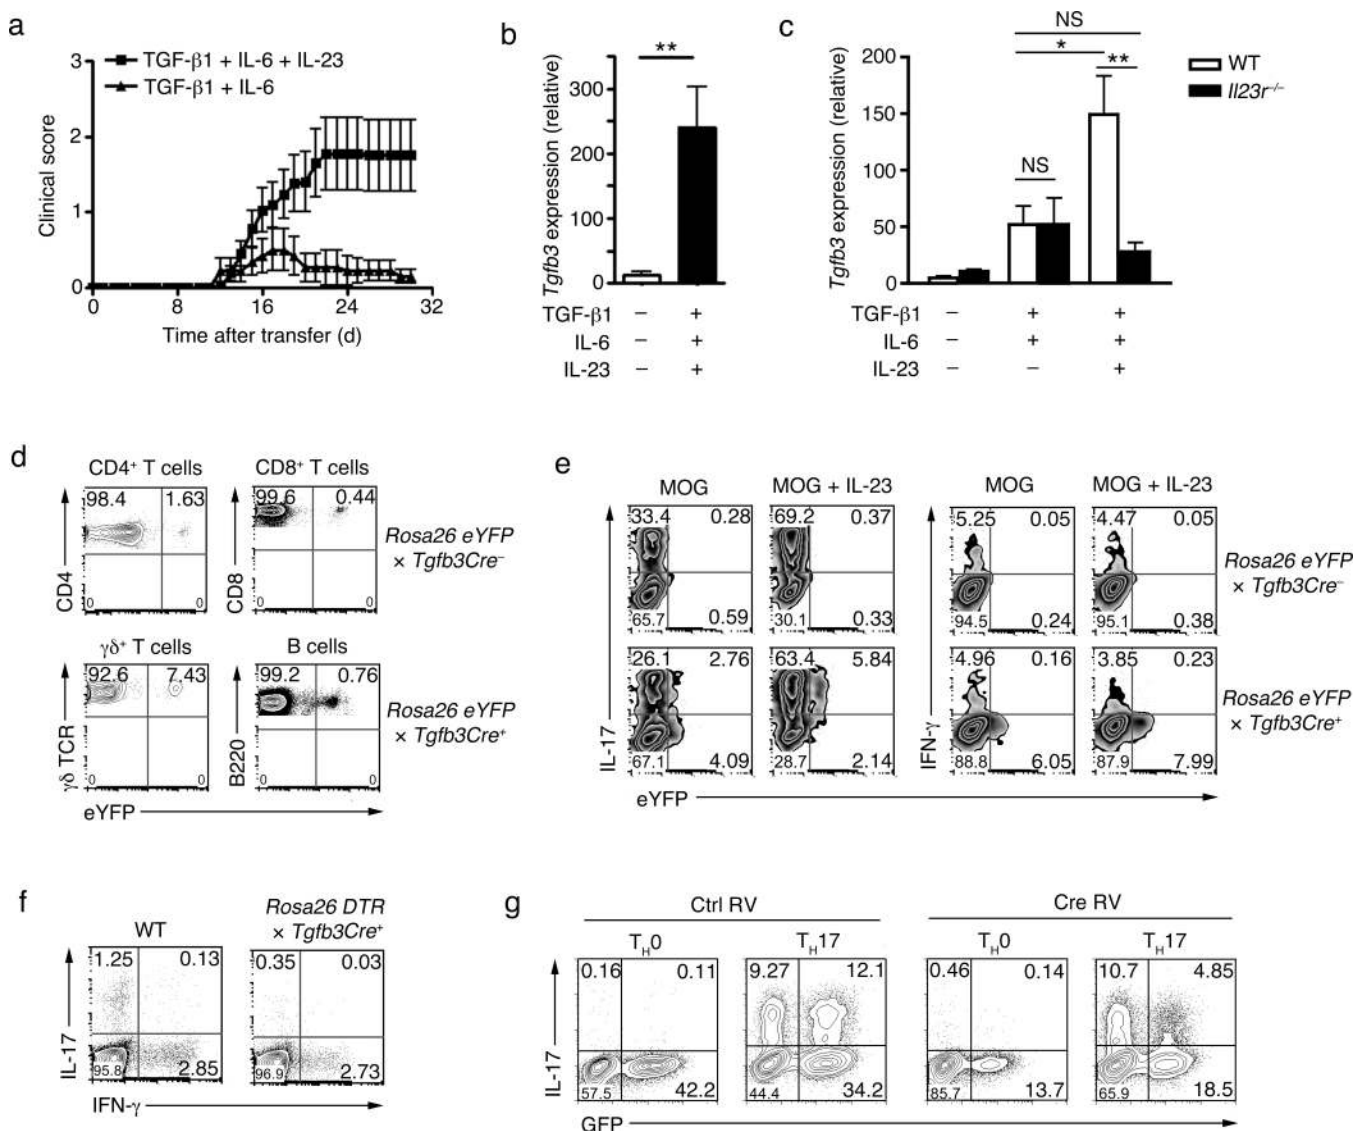 a
TGF-β1 + IL-6 + IL-23
TGF-β1 + IL-6
Clinical score
3
2
1
0
0 8 16 24 32
Time after transfer (d)
b
**
Tgfb3 expression (relative)
300
200
100
0
TGF-β1 – +
IL-6 – +
IL-23 – +
c
NS
*
**
NS
WT
Il23r–/–
Tgfb3 expression (relative)
200
150
100
50
0
TGF-β1 – + +
IL-6 – + +
IL-23 – +
d
CD4+ T cells CD8+ T cells
98.4 1.63 99.6 0.44
0 0 0 0
CD4 CD8
Rosa26 eYFP
× Tgfb3Cre–
γδ+ T cells B cells
92.6 7.43 99.2 0.76
0 0 0 0
γδ TCR B220
Rosa26 eYFP
× Tgfb3Cre+
eYFP
e
MOG MOG + IL-23 MOG MOG + IL-23
33.4 0.28 69.2 0.37 5.25 0.05 4.47 0.05
65.7 0.59 30.1 0.33 94.5 0.24 95.1 0.38
Rosa26 eYFP
× Tgfb3Cre–
26.1 2.76 63.4 5.84 4.96 0.16 3.85 0.23
67.1 4.09 28.7 2.14 88.8 6.05 87.9 7.99
Rosa26 eYFP
× Tgfb3Cre+
IL-17 IFN-γ
eYFP
f
WT
Rosa26 DTR
× Tgfb3Cre+
1.25 0.13 0.35 0.03
95.8 2.85 96.9 2.73
IL-17
IFN-γ
g
Ctrl RV Cre RV
TH0 TH17 TH0 TH17
0.16 0.11 9.27 12.1 0.46 0.14 10.7 4.85
57.5 42.2 44.4 34.2 85.7 13.7 65.9 18.5
IL-17
GFP